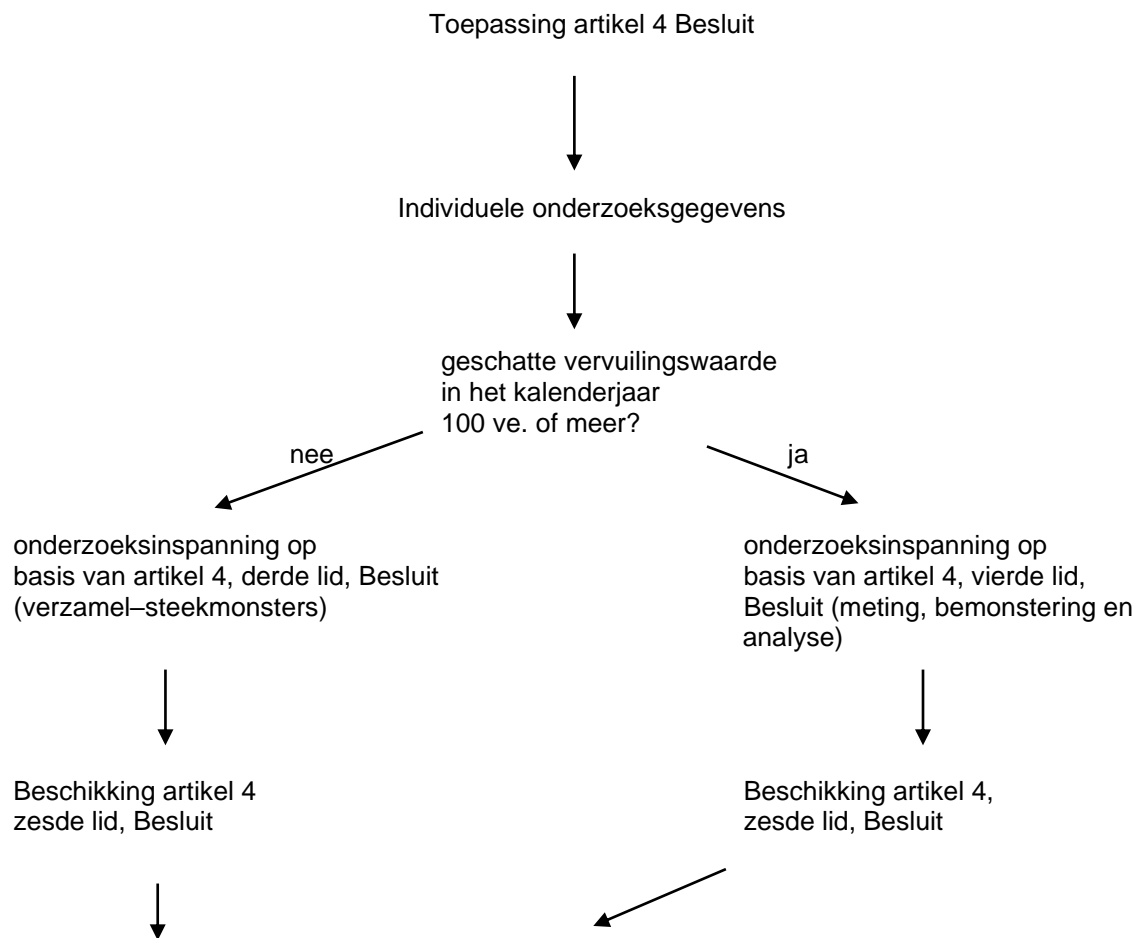 Toepassing artikel 4 Besluit
Individuele onderzoeksgegevens
geschatte vervuilingswaarde
in het kalenderjaar
100 ve. of meer?
nee
ja
onderzoeksinspanning op
basis van artikel 4, derde lid, Besluit
(verzamel–steekmonsters)
onderzoeksinspanning op
basis van artikel 4, vierde lid,
Besluit (meting, bemonstering en
analyse)
Beschikking artikel 4
zesde lid, Besluit
Beschikking artikel 4,
zesde lid, Besluit